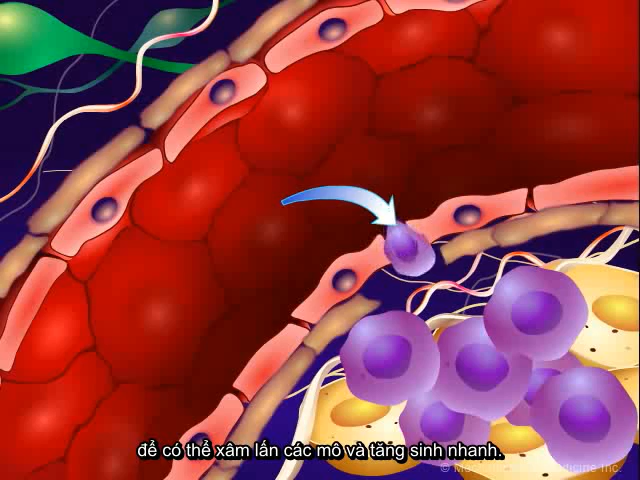 để có thể xâm lấn các mô và tăng sinh nhanh.